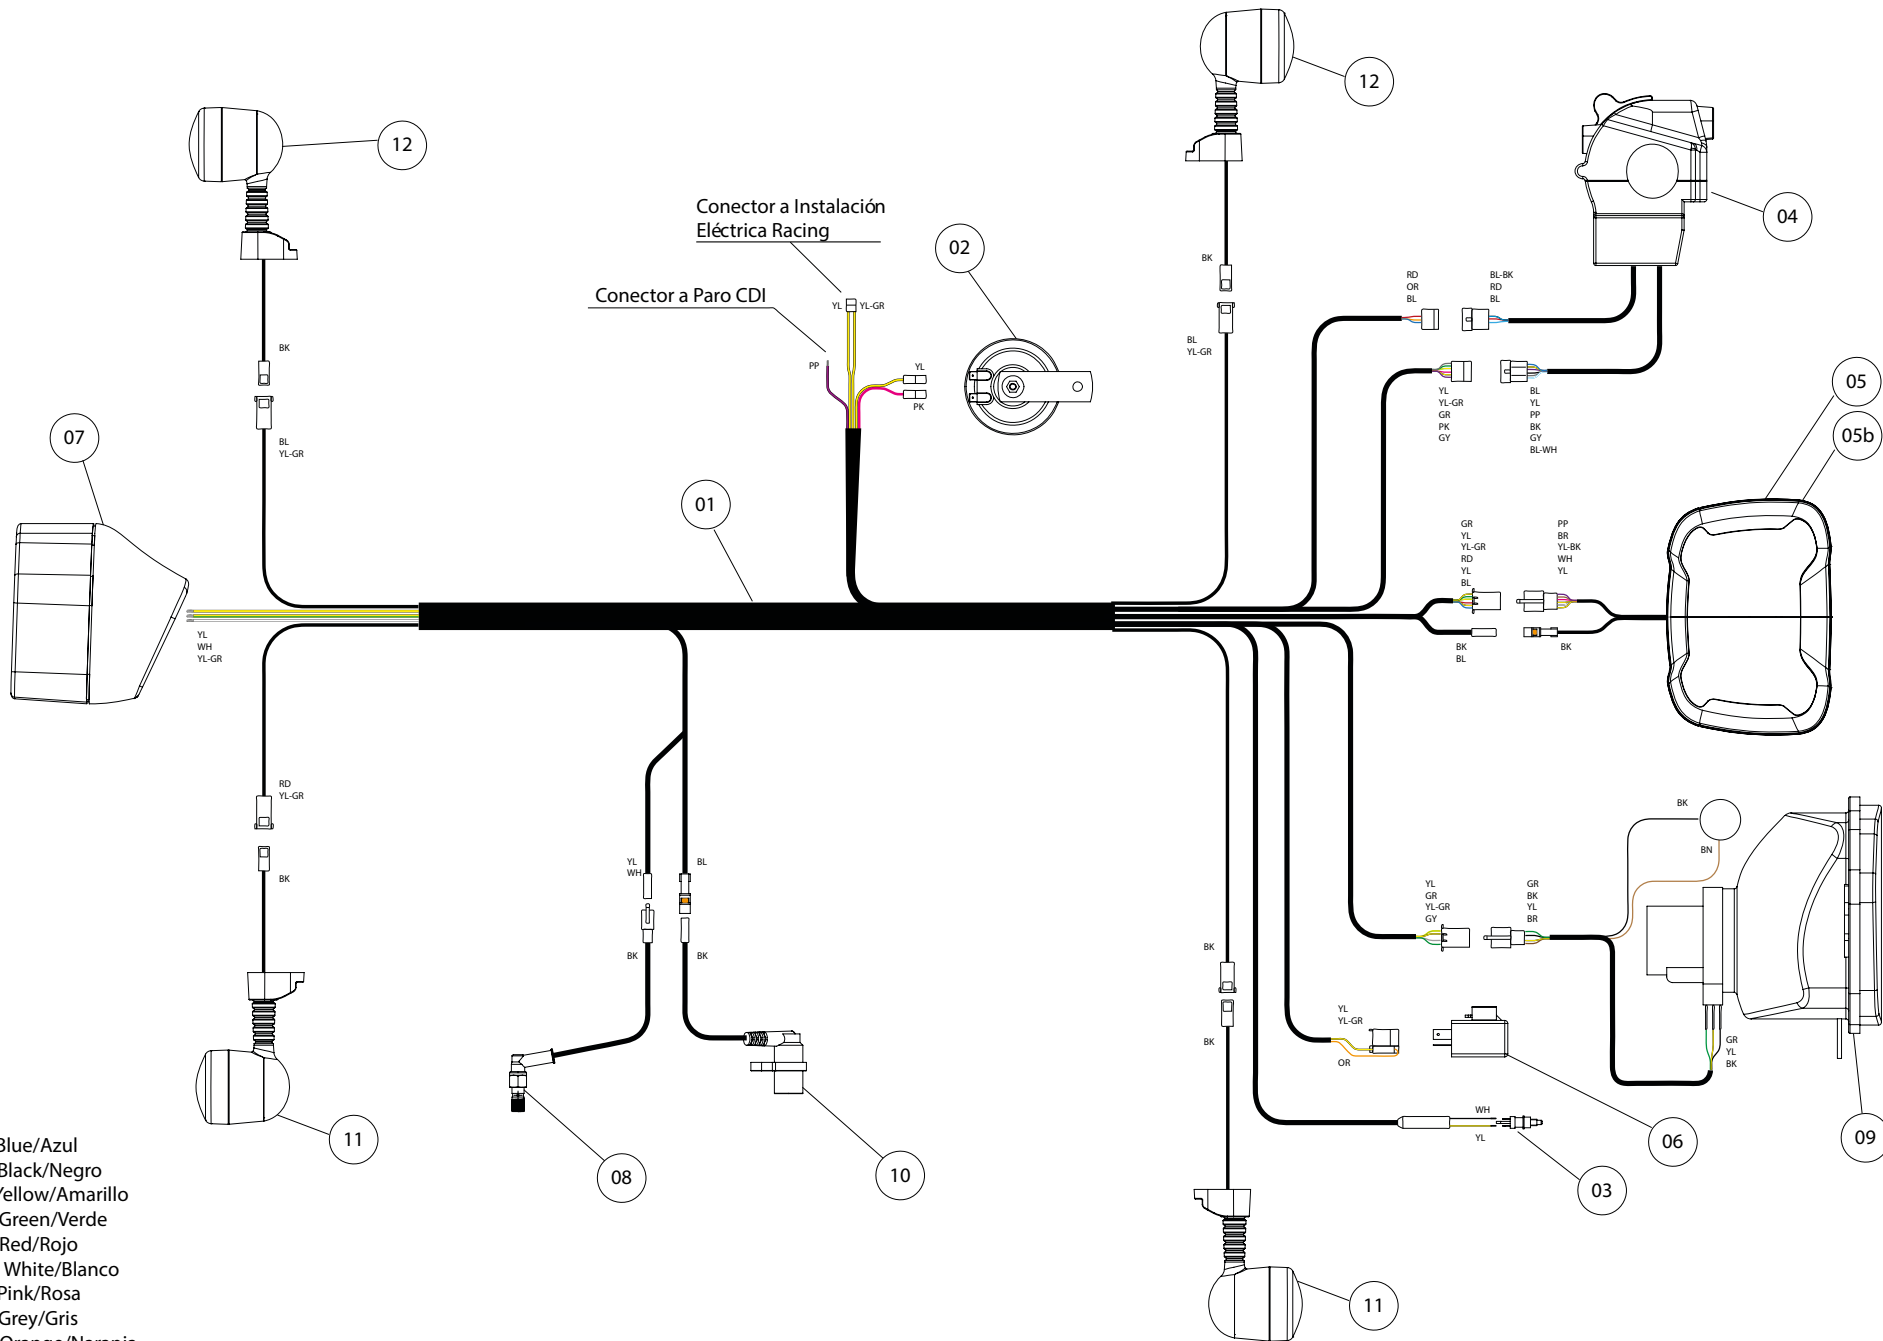 12
12
04
Conector a Instalación
Eléctrica Racing
02
Conector a Paro CDI
YL
YL-GR
PP
YL
PK
BK
BL
YL-GR
BK
BL
YL-GR
RD
OR
BL
BL-BK
RD
BL
YL
YL-GR
GR
PK
GY
BL
YL
PP
BK
GY
BL-WH
05
05b
07
01
GR
YL
YL-GR
RD
YL
BL
PP
BR
YL-BK
WH
YL
BK
BL
BK
YL
WH
YL-GR
RD
YL-GR
BK
YL
WH
BL
BK
BK
BK
BN
YL
GR
YL-GR
GY
GR
BK
YL
BR
BK
BK
YL
YL-GR
OR
GR
YL
BK
WH
YL
11
08
10
06
09
03
11
Blue/Azul
Black/Negro
Yellow/Amarillo
Green/Verde
Red/Rojo
White/Blanco
Pink/Rosa
Grey/Gris